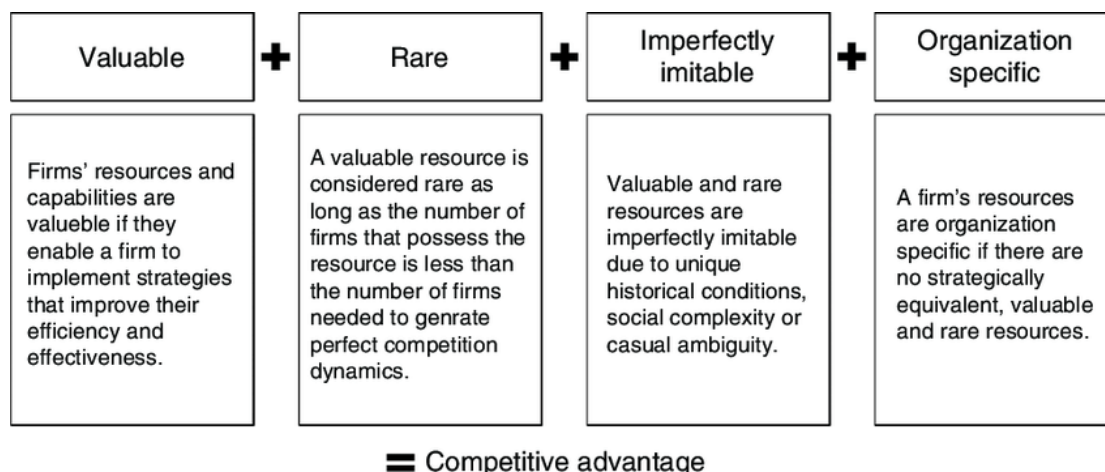 Valuable
+
Rare
+
Imperfectly
imitable
+
Organization
specific
Firms’ resources and
capabilities are
valueble if they
enable a firm to
implement strategies
that improve their
efficiency and
effectiveness.
A valuable resource is
considered rare as
long as the number of
firms that possess the
resource is less than
the number of firms
needed to genrate
perfect competition
dynamics.
Valuable and rare
resources are
imperfectly imitable
due to unique
historical conditions,
social complexity or
casual ambiguity.
A firm’s resources
are organization
specific if there are
no strategically
equivalent, valuable
and rare resources.
= Competitive advantage